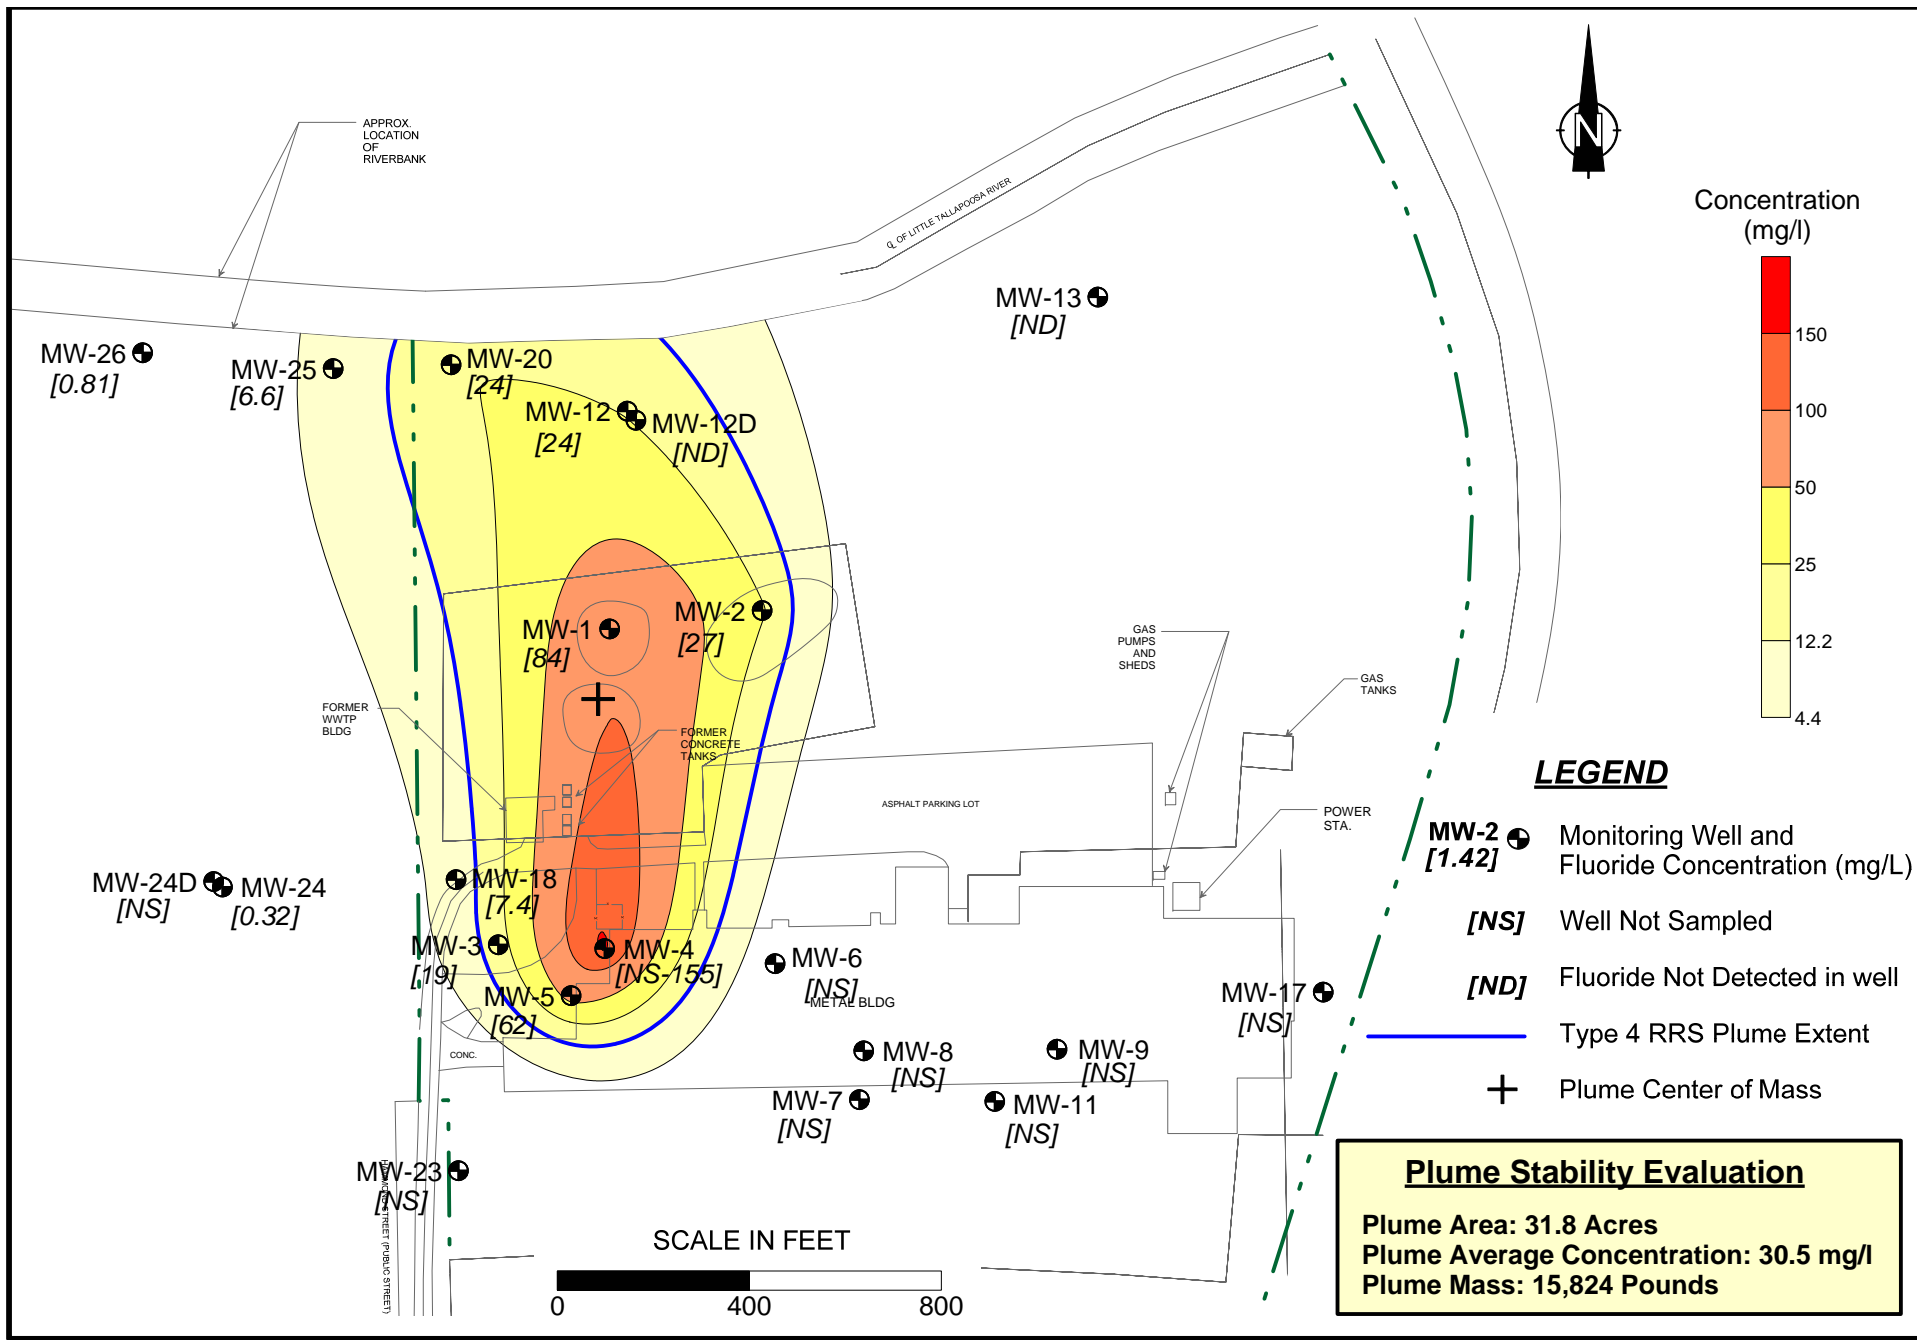 APPROX.
LOCATION
OF
RIVERBANK
℄ OF LITTLE TALLAPOOSA RIVER
N
Concentration
(mg/l)
150
100
50
25
12.2
4.4
MW-13
[ND]
MW-26
[0.81]
MW-25
[6.6]
MW-20
[24]
MW-12
[24]
MW-12D
[ND]
MW-1
[84]
MW-2
[27]
GAS
PUMPS
AND
SHEDS
GAS
TANKS
FORMER
WWTP
BLDG
FORMER
CONCRETE
TANKS
ASPHALT PARKING LOT
POWER
STA.
MW-24D
[NS]
MW-24
[0.32]
MW-18
[7.4]
MW-3
[19]
MW-4
[NS-155]
MW-5
[62]
MW-6
[NS]
METAL BLDG
MW-17
[NS]
CONC.
MW-8
[NS]
MW-9
[NS]
MW-7
[NS]
MW-11
[NS]
MW-23
[NS]
HAMMOND STREET (PUBLIC STREET)
SCALE IN FEET
0 400 800
LEGEND
MW-2
[1.42]
Monitoring Well and
Fluoride Concentration (mg/L)
[NS] Well Not Sampled
[ND] Fluoride Not Detected in well
Type 4 RRS Plume Extent
Plume Center of Mass
Plume Stability Evaluation
Plume Area: 31.8 Acres
Plume Average Concentration: 30.5 mg/l
Plume Mass: 15,824 Pounds